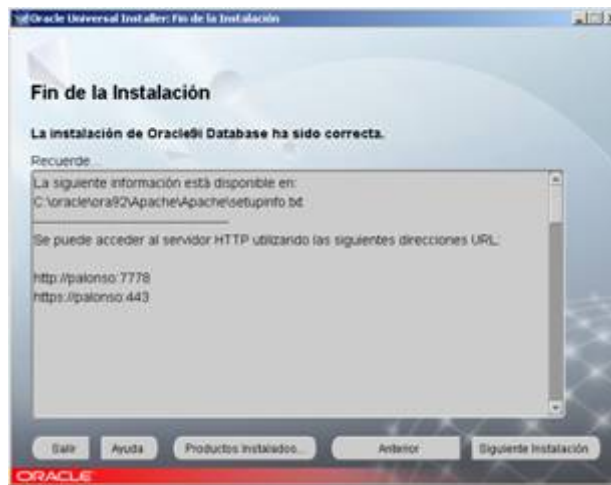 Oracle Universal Installer: Fin de la Instalación
Fin de la Instalación
La instalación de Oracle9i Database ha sido correcta.
Recuerde...
La siguiente información está disponible en:
C:\oracle\ora92\Apache\Apache\setupinfo.txt
Se puede acceder al servidor HTTP utilizando las siguientes direcciones URL:
http://palonso:7778
https://palonso:443
Salir Ayuda Productos Instalados... Anterior Siguiente Instalación
ORACLE